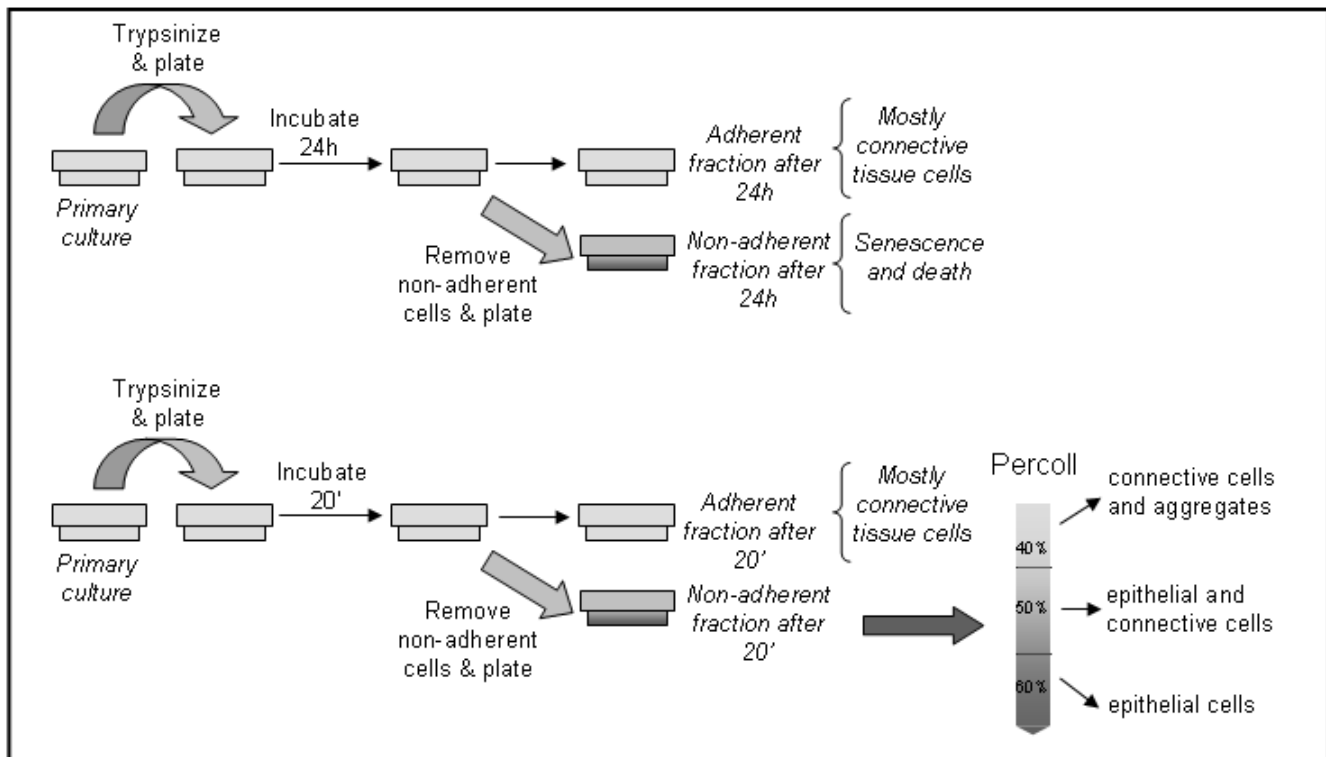 Trypsinize
& plate
Incubate
24h
Primary
culture
Adherent
fraction after
24h
Mostly
connective
tissue cells
Remove
non-adherent
cells & plate
Non-adherent
fraction after
24h
Senescence
and death
Trypsinize
& plate
Incubate
20'
Primary
culture
Adherent
fraction after
20'
Mostly
connective
tissue cells
Remove
non-adherent
cells & plate
Non-adherent
fraction after
20'
Percoll
40%
connective cells
and aggregates
50%
epithelial and
connective cells
60%
epithelial cells